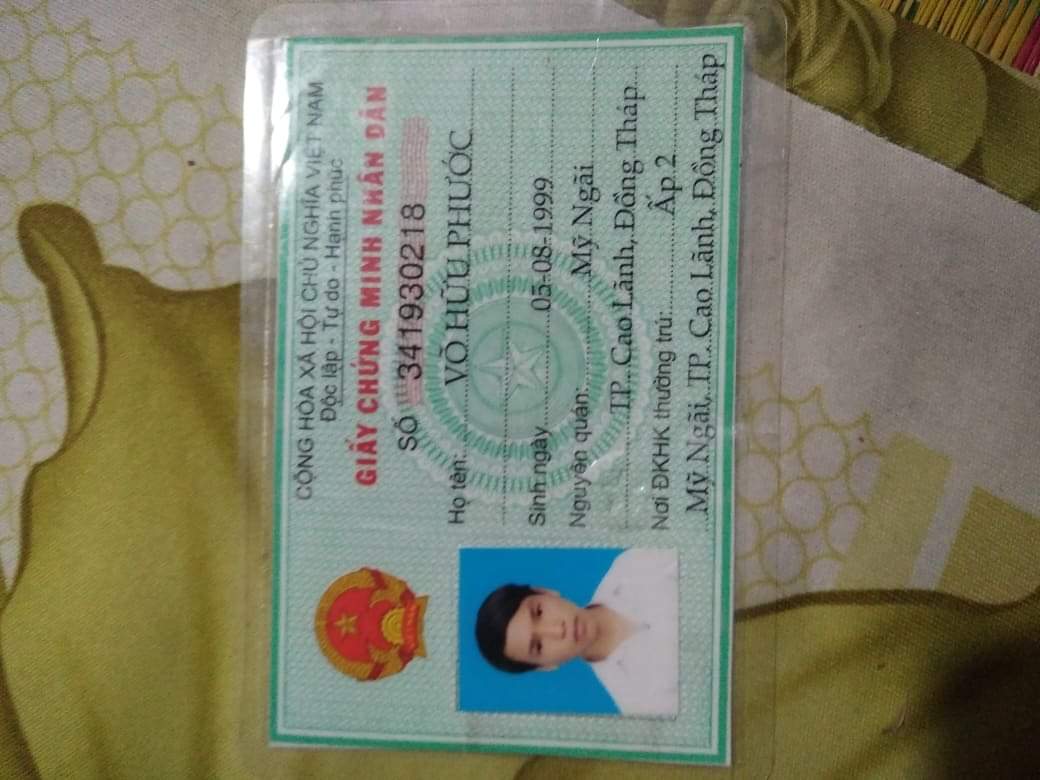 CỘNG HÒA XÃ HỘI CHỦ NGHĨA VIỆT NAM
Độc lập - Tự do - Hạnh phúc
GIẤY CHỨNG MINH NHÂN DÂN
SỐ 341930218
Họ tên: VÕ HỮU PHƯỚC
Sinh ngày 05-08-1999
Nguyên quán: Mỹ Ngãi
TP. Cao Lãnh, Đồng Tháp
Nơi ĐKHK thường trú: Ấp 2
Mỹ Ngãi, TP. Cao Lãnh, Đồng Tháp